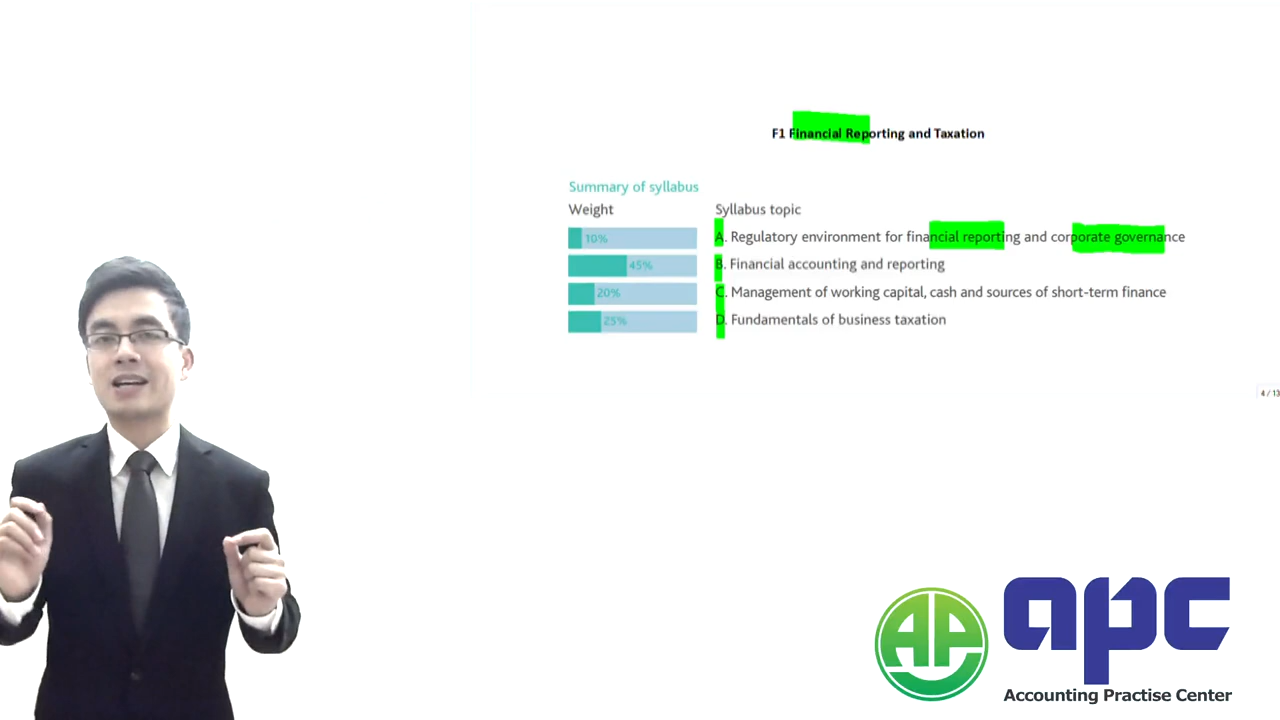 F1 Financial Reporting and Taxation
Summary of syllabus
Weight Syllabus topic
10% A. Regulatory environment for financial reporting and corporate governance
45% B. Financial accounting and reporting
20% C. Management of working capital, cash and sources of short-term finance
25% D. Fundamentals of business taxation
4 / 13
AP
apc
Accounting Practise Center